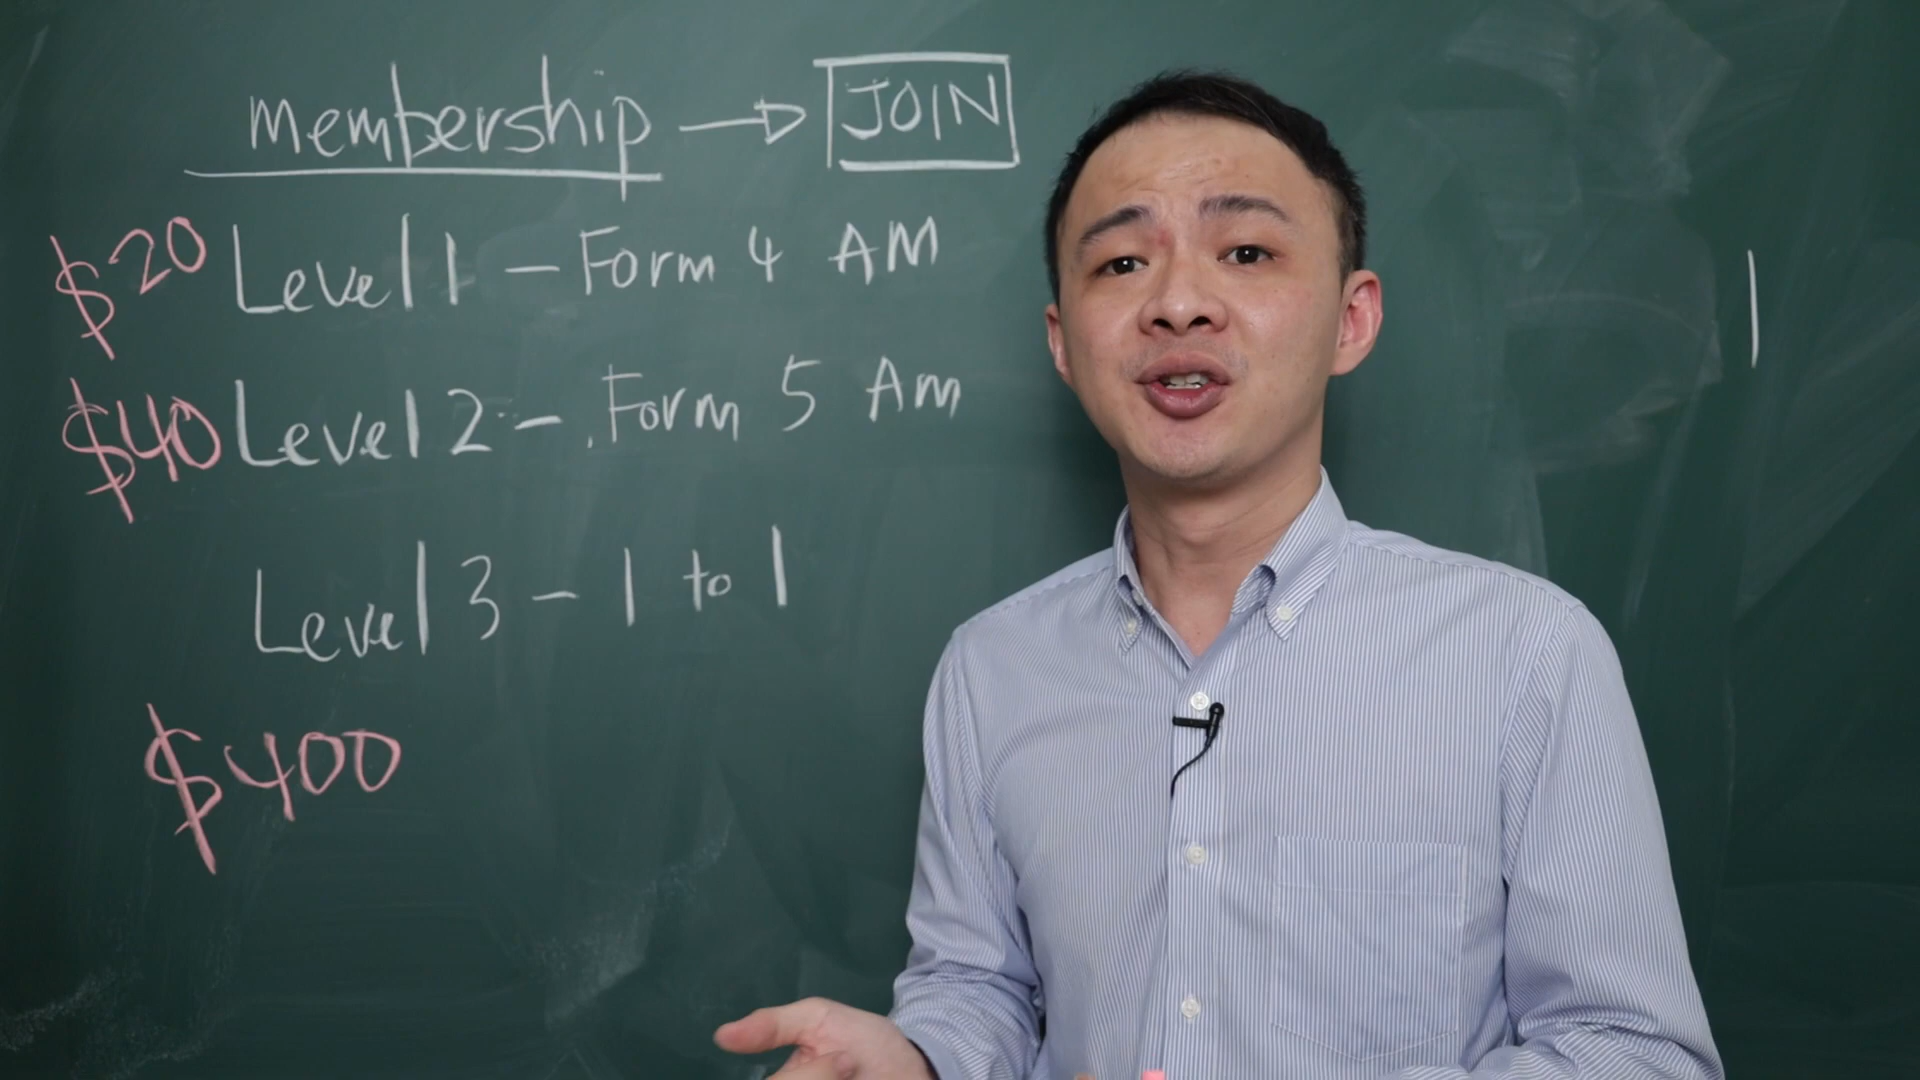 membership → JOIN
$20 Level 1 - Form 4 AM
$40 Level 2 - Form 5 Am
Level 3 - 1 to 1
$400